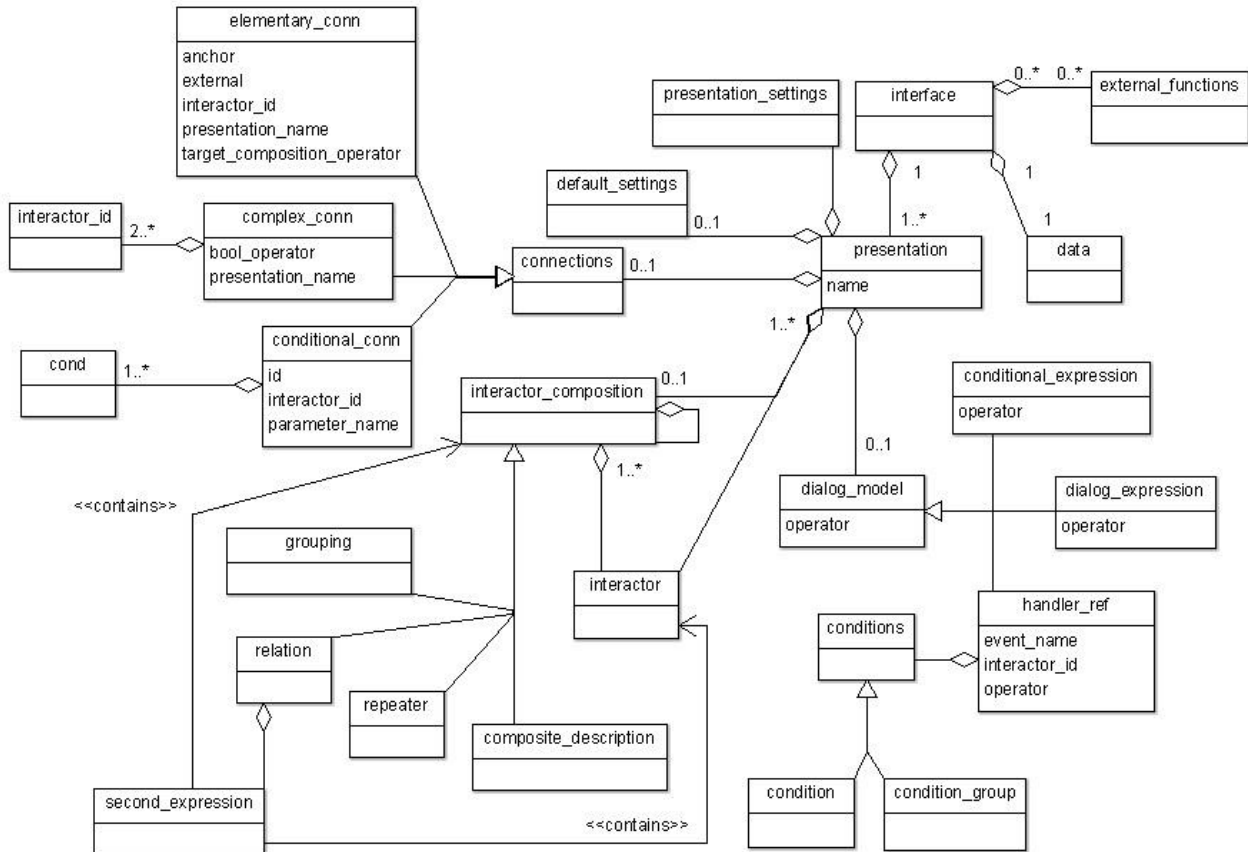 elementary_conn
anchor
external
interactor_id
presentation_name
target_composition_operator
presentation_settings
interface
0..* 0..*
external_functions
default_settings
0..1
1
1..*
1
1
interactor_id
2..*
complex_conn
bool_operator
presentation_name
connections
0..1
presentation
name
data
cond
1..*
conditional_conn
id
interactor_id
parameter_name
interactor_composition
0..1
1..*
conditional_expression
operator
1..*
0..1
<<contains>>
dialog_model
operator
dialog_expression
operator
grouping
interactor
relation
conditions
handler_ref
event_name
interactor_id
operator
repeater
composite_description
second_expression
<<contains>>
condition
condition_group